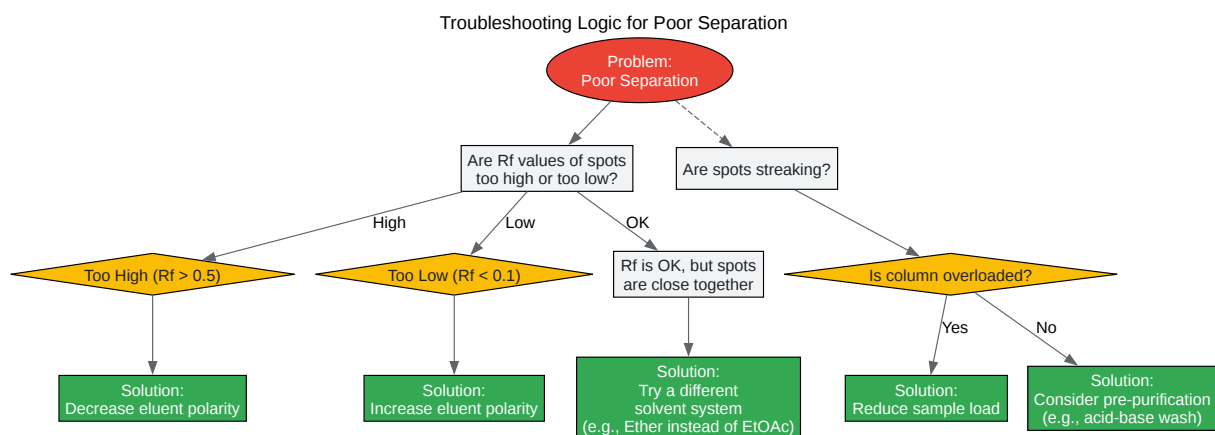 Troubleshooting Logic for Poor Separation
Problem:
Poor Separation
Are Rf values of spots
too high or too low?
Are spots streaking?
High
Low
OK
Too High (Rf > 0.5)
Too Low (Rf < 0.1)
Rf is OK, but spots
are close together
Is column overloaded?
Yes
No
Solution:
Decrease eluent polarity
Solution:
Increase eluent polarity
Solution:
Try a different
solvent system
(e.g., Ether instead of EtOAc)
Solution:
Reduce sample load
Solution:
Consider pre-purification
(e.g., acid-base wash)